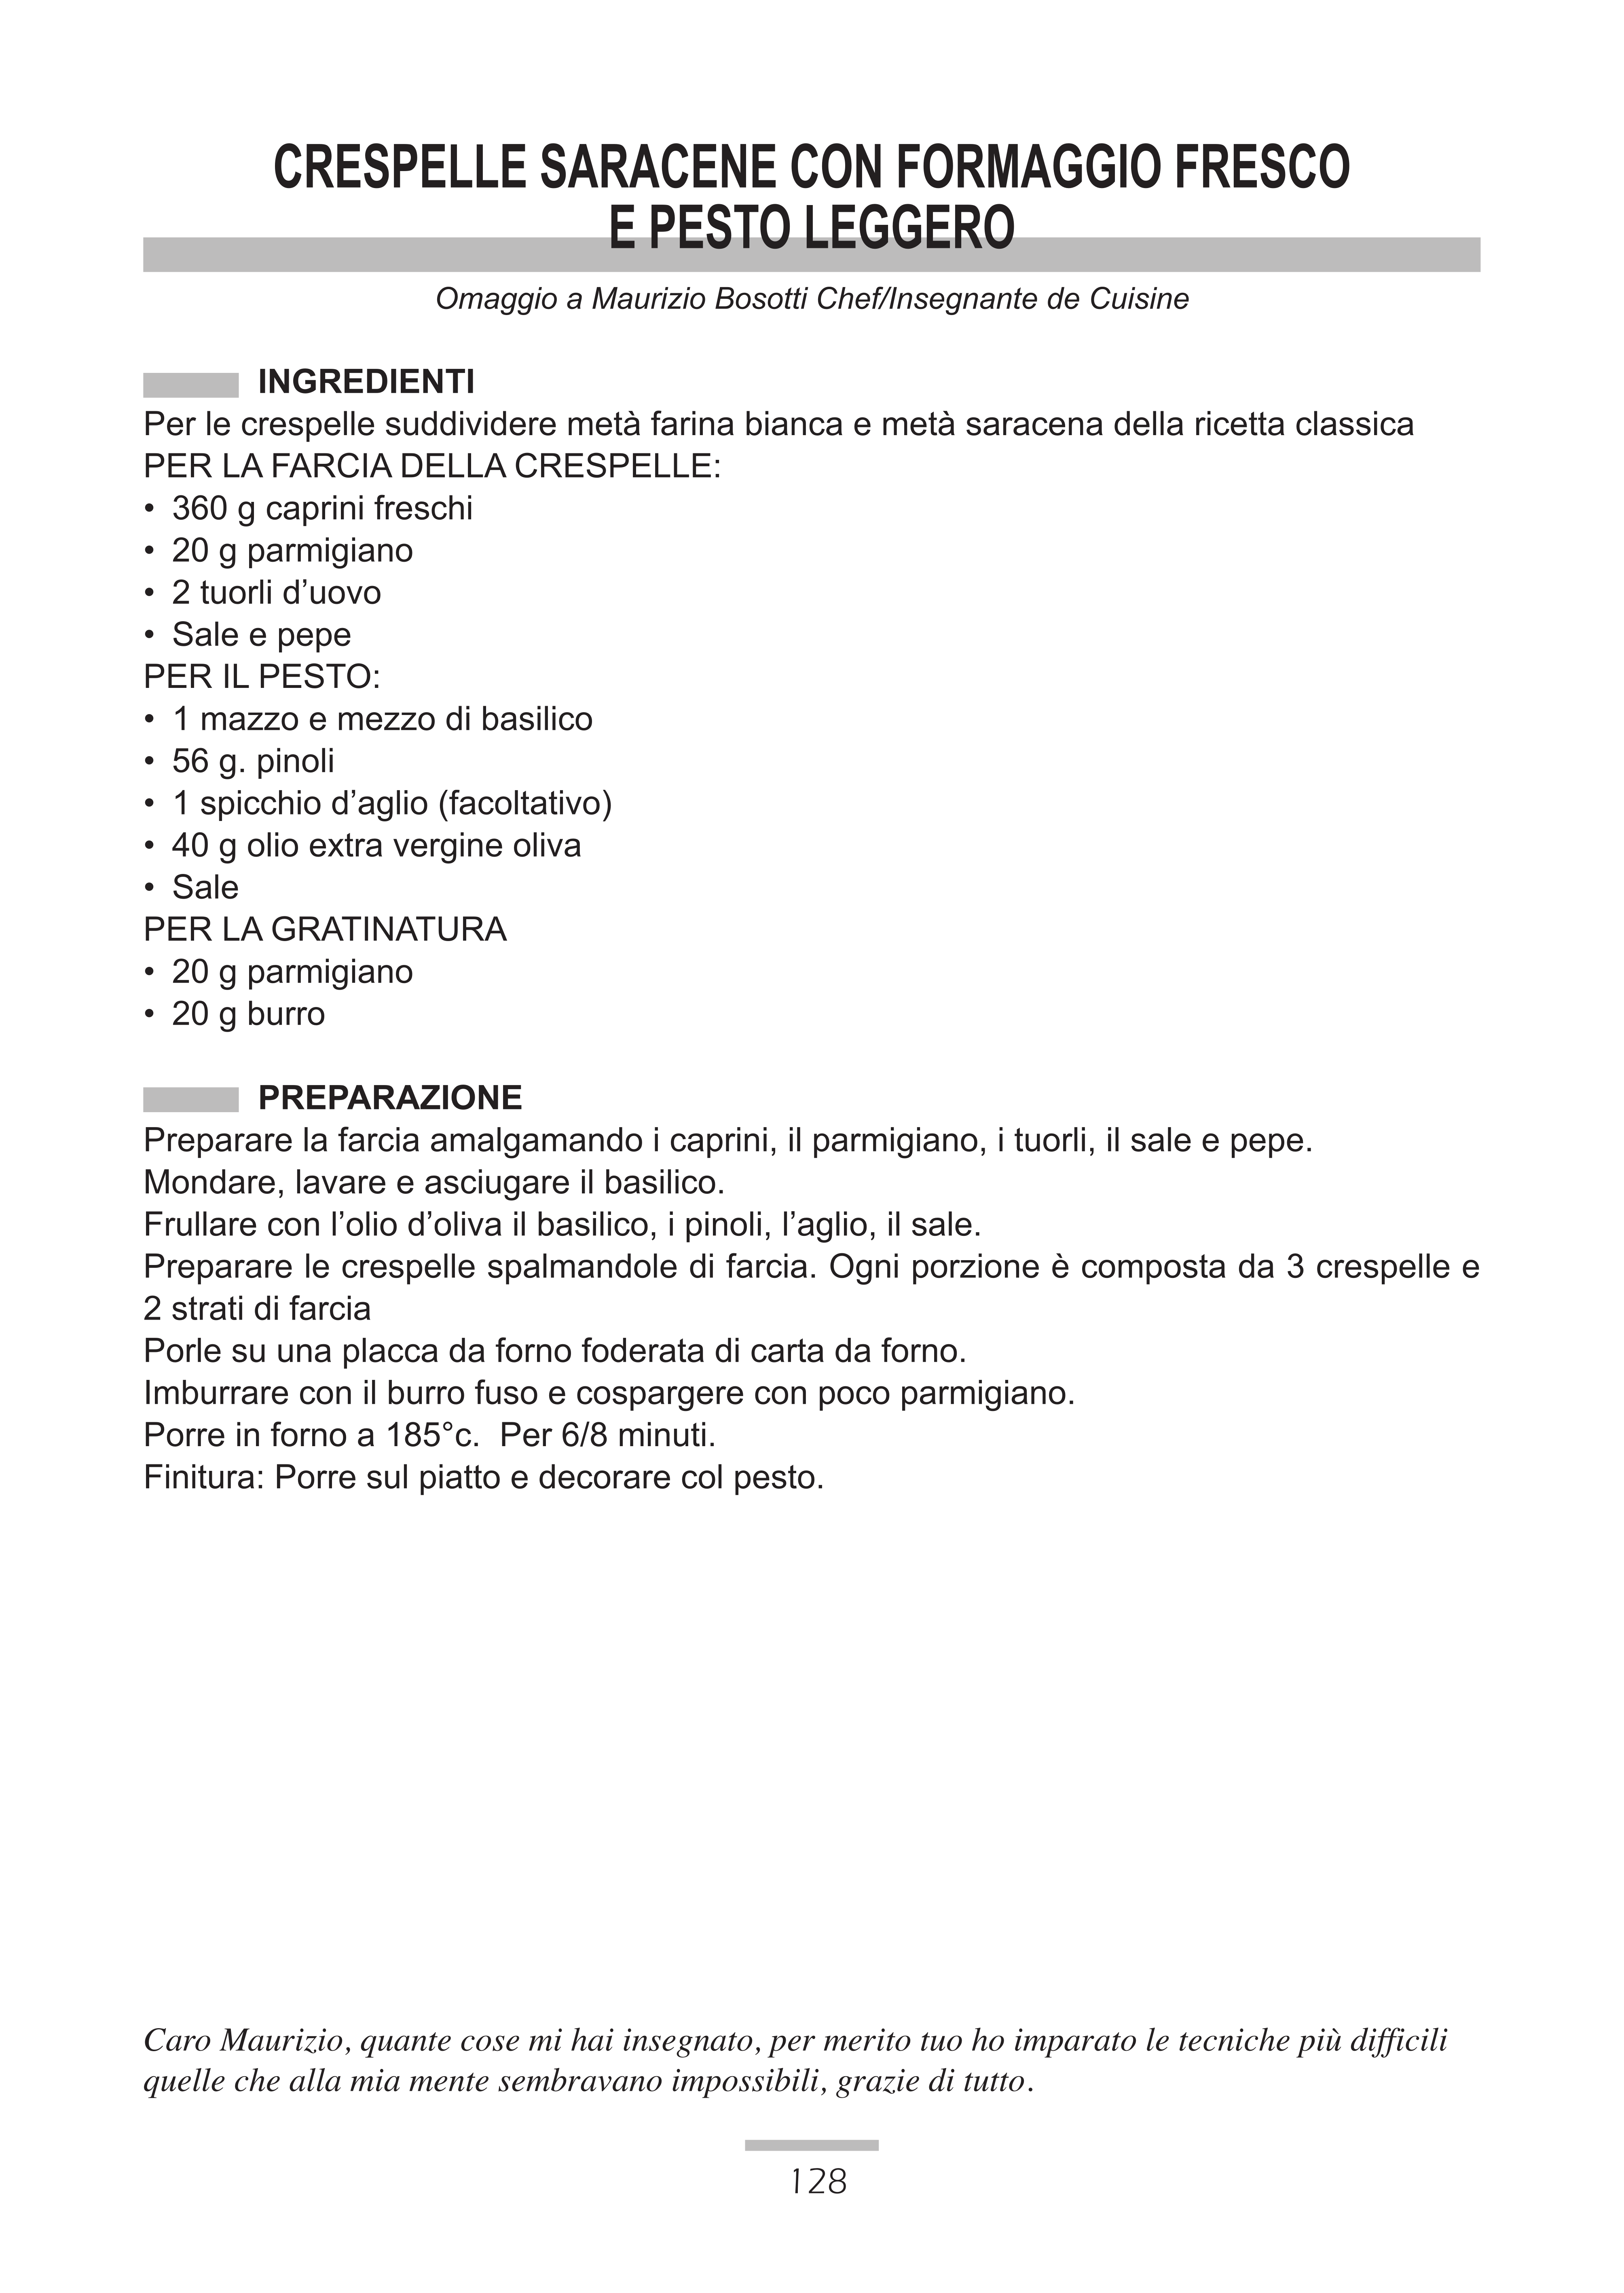 CRESPELLE SARACENE CON FORMAGGIO FRESCO
E PESTO LEGGERO
Omaggio a Maurizio Bosotti Chef/Insegnante de Cuisine
INGREDIENTI
Per le crespelle suddividere metà farina bianca e metà saracena della ricetta classica
PER LA FARCIA DELLA CRESPELLE:
• 360 g caprini freschi
• 20 g parmigiano
• 2 tuorli d’uovo
• Sale e pepe
PER IL PESTO:
• 1 mazzo e mezzo di basilico
• 56 g. pinoli
• 1 spicchio d’aglio (facoltativo)
• 40 g olio extra vergine oliva
• Sale
PER LA GRATINATURA
• 20 g parmigiano
• 20 g burro
PREPARAZIONE
Preparare la farcia amalgamando i caprini, il parmigiano, i tuorli, il sale e pepe.
Mondare, lavare e asciugare il basilico.
Frullare con l’olio d’oliva il basilico, i pinoli, l’aglio, il sale.
Preparare le crespelle spalmandole di farcia. Ogni porzione è composta da 3 crespelle e
2 strati di farcia
Porle su una placca da forno foderata di carta da forno.
Imburrare con il burro fuso e cospargere con poco parmigiano.
Porre in forno a 185°c.  Per 6/8 minuti.
Finitura: Porre sul piatto e decorare col pesto.
Caro Maurizio, quante cose mi hai insegnato, per merito tuo ho imparato le tecniche più difficili
quelle che alla mia mente sembravano impossibili, grazie di tutto.
128